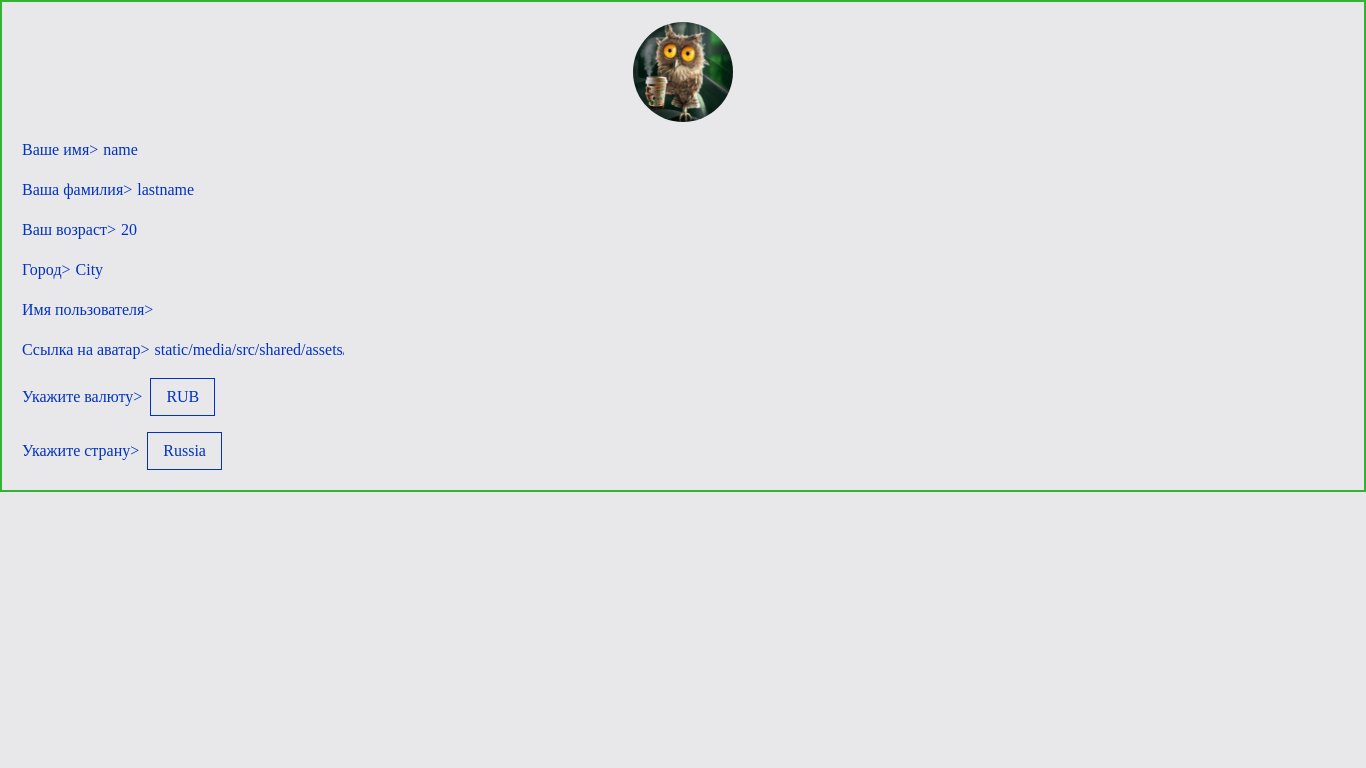 Ваше имя> name
Ваша фамилия> lastname
Ваш возраст> 20
Город> City
Имя пользователя>
Ссылка на аватар> static/media/src/shared/assets/
Укажите валюту> RUB
Укажите страну> Russia